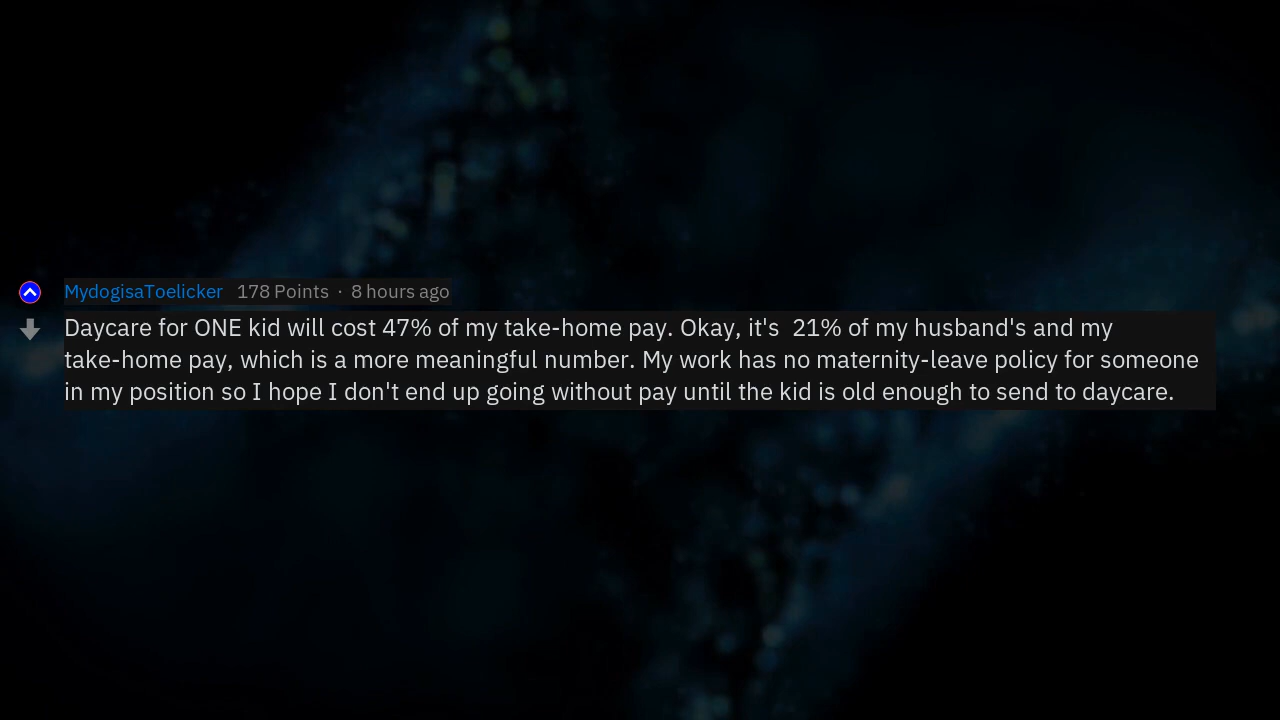 MydogisaToelicker 178 Points · 8 hours ago
Daycare for ONE kid will cost 47% of my take-home pay. Okay, it's  21% of my husband's and my
take-home pay, which is a more meaningful number. My work has no maternity-leave policy for someone
in my position so I hope I don't end up going without pay until the kid is old enough to send to daycare.